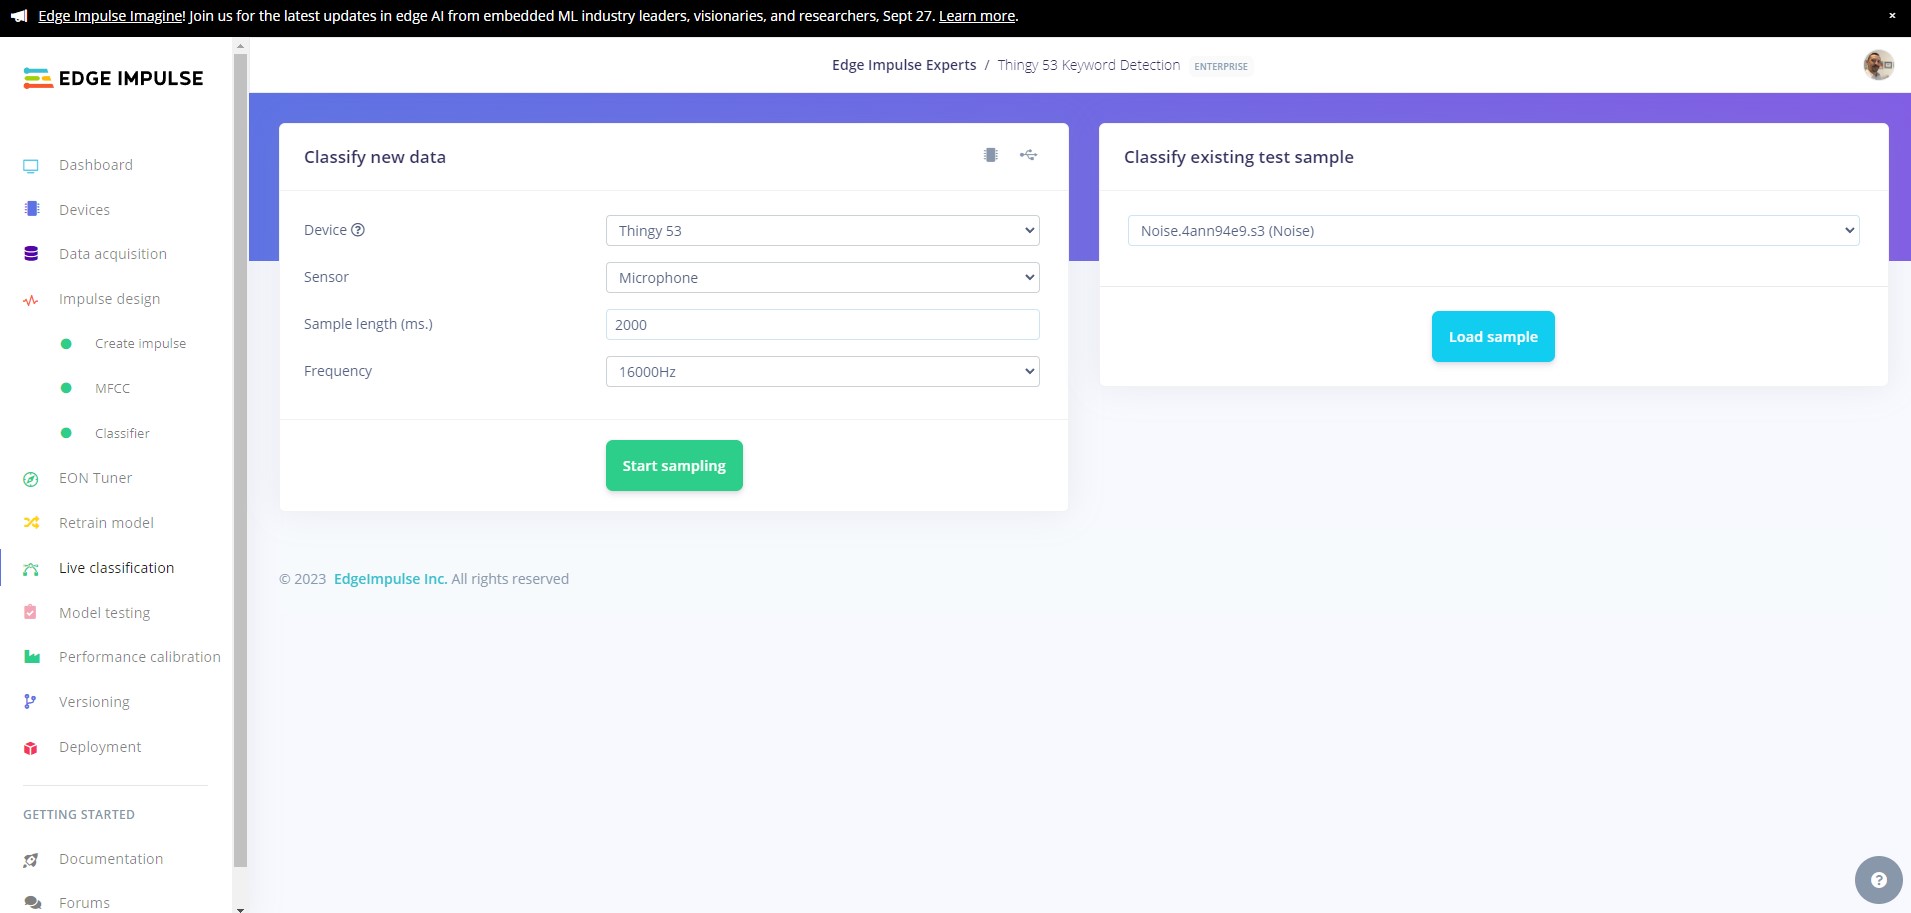 Edge Impulse Imagine! Join us for the latest updates in edge AI from embedded ML industry leaders, visionaries, and researchers, Sept 27. Learn more.
×
EDGE IMPULSE
Edge Impulse Experts / Thingy 53 Keyword Detection ENTERPRISE
Dashboard
Devices
Data acquisition
Impulse design
Create impulse
MFCC
Classifier
EON Tuner
Retrain model
Live classification
Model testing
Performance calibration
Versioning
Deployment
GETTING STARTED
Documentation
Forums
Classify new data
Device ?
Thingy 53
Sensor
Microphone
Sample length (ms.)
2000
Frequency
16000Hz
Start sampling
Classify existing test sample
Noise.4ann94e9.s3 (Noise)
Load sample
© 2023 EdgeImpulse Inc. All rights reserved
?